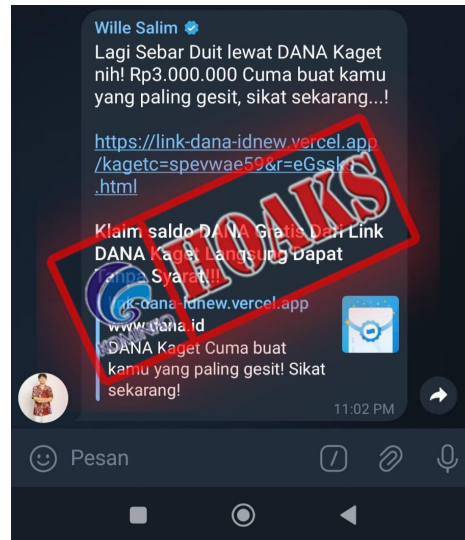 Wille Salim
Lagi Sebar Duit lewat DANA Kaget
nih! Rp3.000.000 Cuma buat kamu
yang paling gesit, sikat sekarang...!
https://link-dana-idnew.vercel.app
/kagetc=spevwae59&r=eGssks
.html
HOAKS
KOMINFO
Klaim saldo DANA Gratis Dari Link
DANA Kaget Langsung Dapat
Tanpa Syarat!!!
link-dana-idnew.vercel.app
www.dana.id
DANA Kaget Cuma buat
kamu yang paling gesit! Sikat
sekarang!
11:02 PM
Pesan